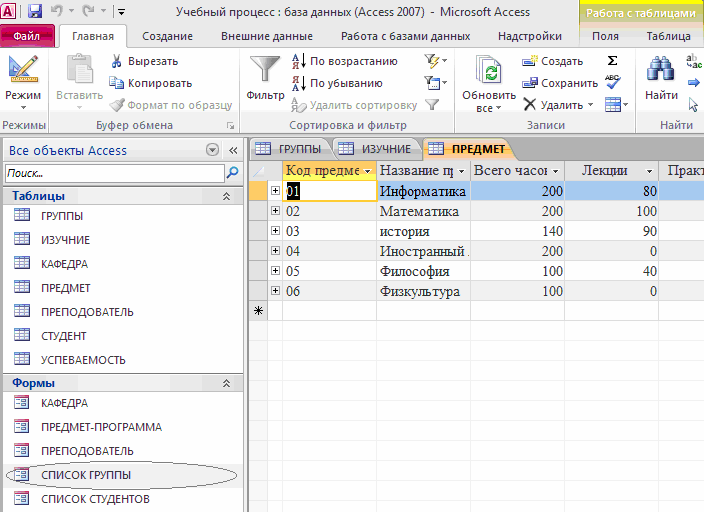 Учебный процесс : база данных (Access 2007) - Microsoft Access
Работа с таблицами
Файл Главная Создание Внешние данные Работа с базами данных Надстройки Поля Таблица
Режим
Вставить
Вырезать
Копировать
Формат по образцу
Фильтр
По возрастанию
По убыванию
Удалить сортировку
Обновить все
Создать
Сохранить
Удалить
Найти
Режимы Буфер обмена Сортировка и фильтр Записи Найти
Все объекты Access
Поиск...
Таблицы
ГРУППЫ
ИЗУЧНИЕ
КАФЕДРА
ПРЕДМЕТ
ПРЕПОДОВАТЕЛЬ
СТУДЕНТ
УСПЕВАЕМОСТЬ
Формы
КАФЕДРА
ПРЕДМЕТ-ПРОГРАММА
ПРЕПОДОВАТЕЛЬ
СПИСОК ГРУППЫ
СПИСОК СТУДЕНТОВ
ГРУППЫ ИЗУЧНИЕ ПРЕДМЕТ
Код предме Название пр Всего часов Лекции Практ
01 Информатика 200 80
02 Математика 200 100
03 история 140 90
04 Иностранный 200 0
05 Философия 100 40
06 Физкультура 100 0